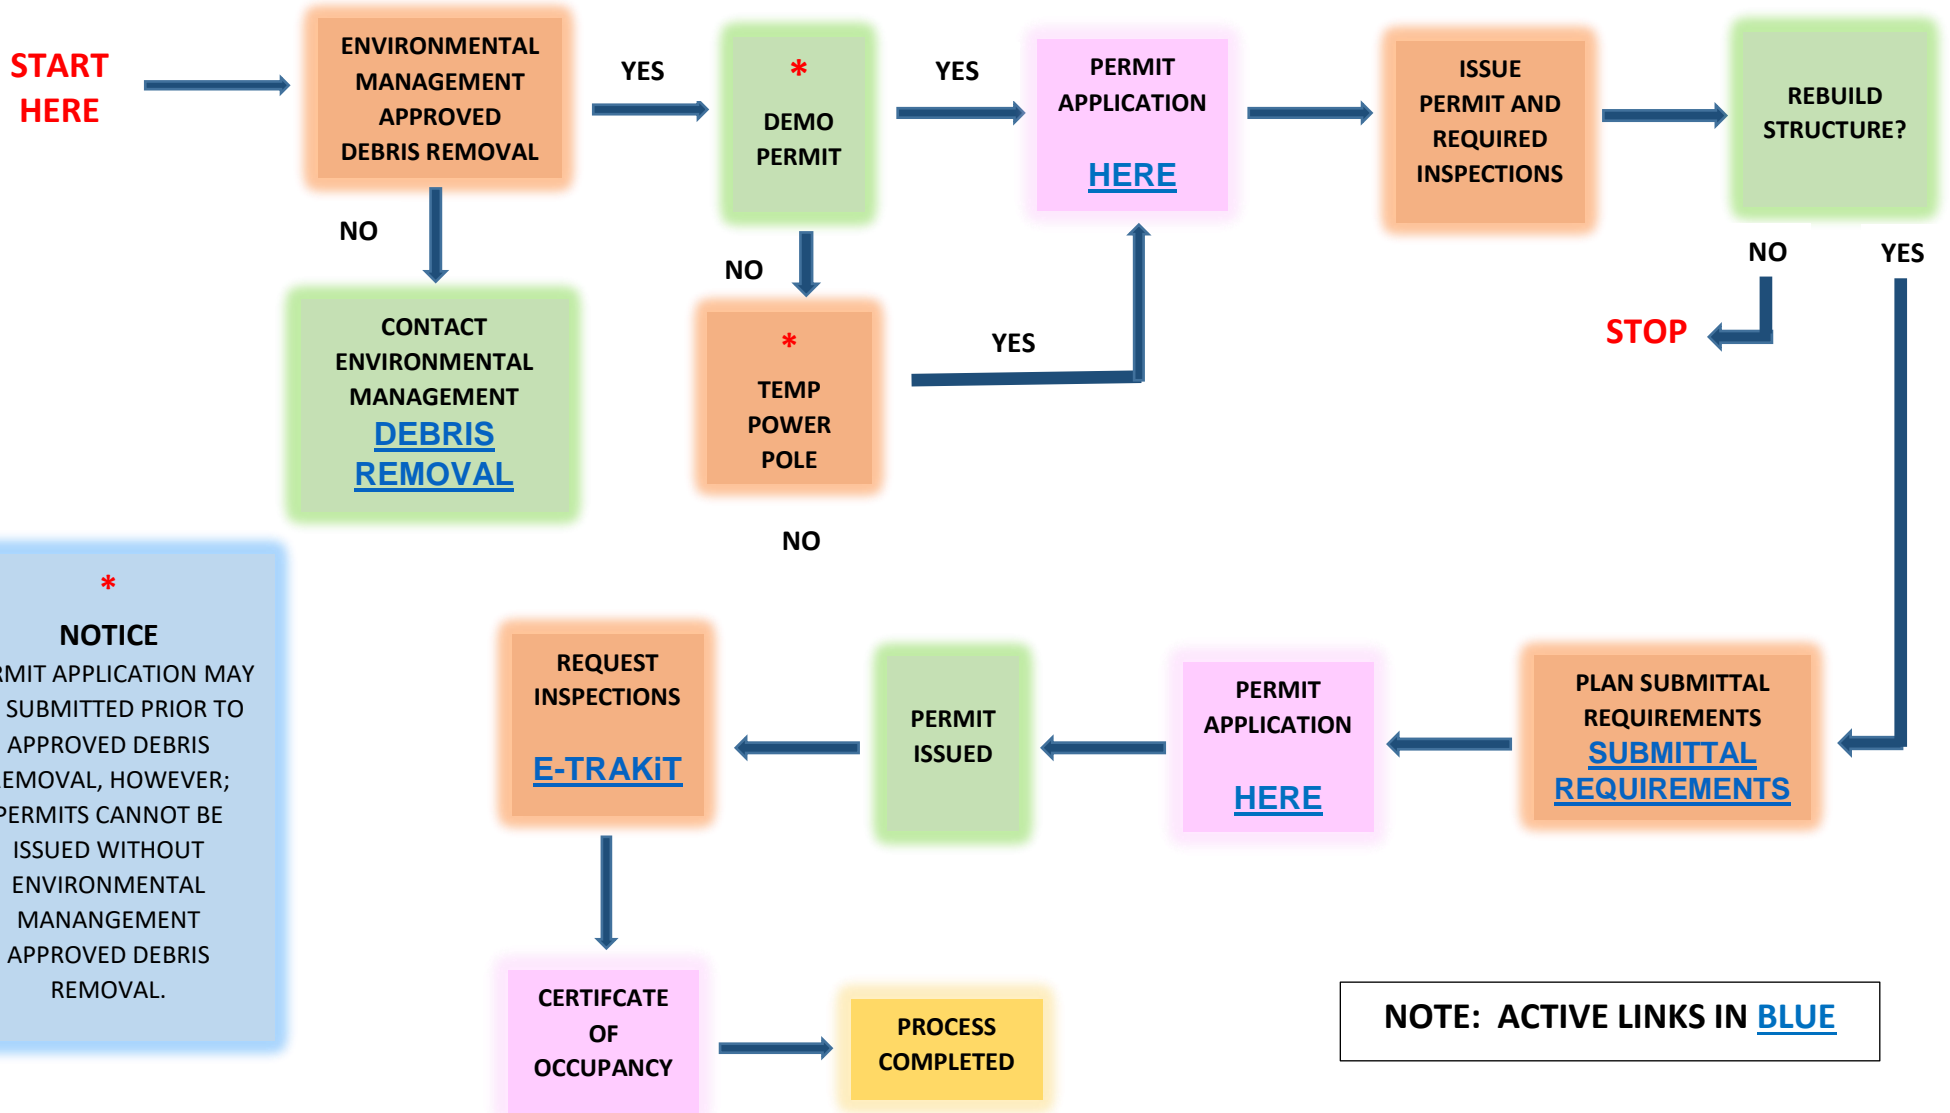 START
HERE
ENVIRONMENTAL
MANAGEMENT
APPROVED
DEBRIS REMOVAL
YES
*
DEMO
PERMIT
YES
PERMIT
APPLICATION
HERE
ISSUE
PERMIT AND
REQUIRED
INSPECTIONS
REBUILD
STRUCTURE?
NO
NO
NO
YES
CONTACT
ENVIRONMENTAL
MANAGEMENT
DEBRIS
REMOVAL
*
TEMP
POWER
POLE
YES
STOP
NO
*
NOTICE
RMIT APPLICATION MAY
SUBMITTED PRIOR TO
APPROVED DEBRIS
EMOVAL, HOWEVER;
PERMITS CANNOT BE
ISSUED WITHOUT
ENVIRONMENTAL
MANANGEMENT
APPROVED DEBRIS
REMOVAL.
REQUEST
INSPECTIONS
E-TRAKiT
PERMIT
ISSUED
PERMIT
APPLICATION
HERE
PLAN SUBMITTAL
REQUIREMENTS
SUBMITTAL
REQUIREMENTS
CERTIFCATE
OF
OCCUPANCY
PROCESS
COMPLETED
NOTE: ACTIVE LINKS IN BLUE